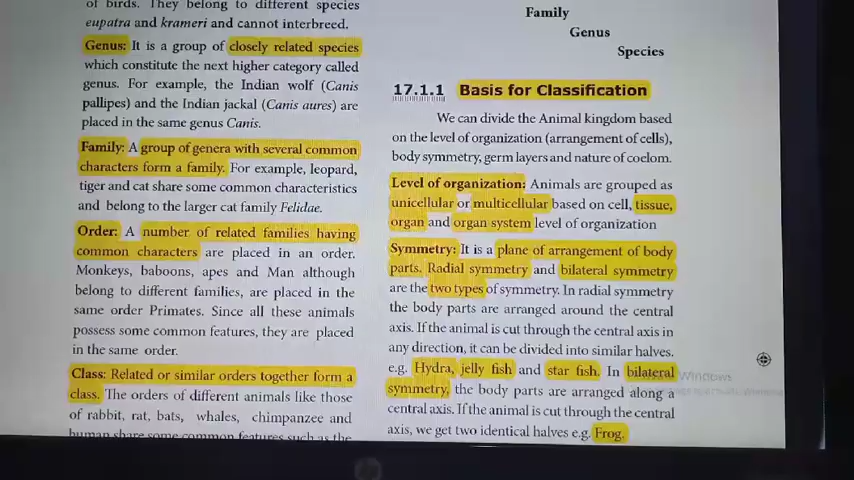 of birds. They belong to different species
eupatra and krameri and cannot interbreed.
Genus: It is a group of closely related species
which constitute the next higher category called
genus. For example, the Indian wolf (Canis
pallipes) and the Indian jackal (Canis aures) are
placed in the same genus Canis.
Family: A group of genera with several common
characters form a family. For example, leopard,
tiger and cat share some common characteristics
and belong to the larger cat family Felidae.
Order: A number of related families having
common characters are placed in an order.
Monkeys, baboons, apes and Man although
belong to different families, are placed in the
same order Primates. Since all these animals
possess some common features, they are placed
in the same order.
Class: Related or similar orders together form a
class. The orders of different animals like those
of rabbit, rat, bats, whales, chimpanzee and
human share some common features such as the
Family
Genus
Species
17.1.1 Basis for Classification
We can divide the Animal kingdom based
on the level of organization (arrangement of cells),
body symmetry, germ layers and nature of coelom.
Level of organization: Animals are grouped as
unicellular or multicellular based on cell, tissue,
organ and organ system level of organization
Symmetry: It is a plane of arrangement of body
parts. Radial symmetry and bilateral symmetry
are the two types of symmetry. In radial symmetry
the body parts are arranged around the central
axis. If the animal is cut through the central axis in
any direction, it can be divided into similar halves.
e.g. Hydra, jelly fish and star fish. In bilateral
symmetry, the body parts are arranged along a
central axis. If the animal is cut through the central
axis, we get two identical halves e.g. Frog.
Windows